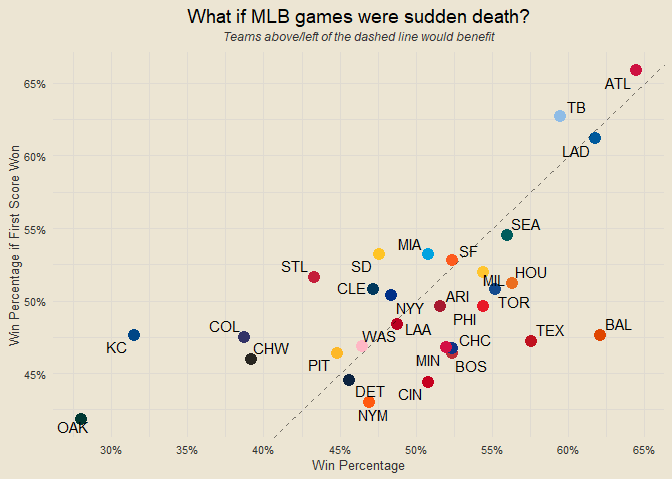 What if MLB games were sudden death?
Teams above/left of the dashed line would benefit
Win Percentage if First Score Won
65%
60%
55%
50%
45%
ATL
TB
LAD
SEA
MIA
SF
SD
STL
HOU
MIL
CLE
ARI
TOR
NYY
PHI
LAA
COL
BAL
TEX
WAS
CHC
KC
CHW
MIN
PIT
BOS
DET
CIN
NYM
OAK
30%
35%
40%
45%
50%
55%
60%
65%
Win Percentage